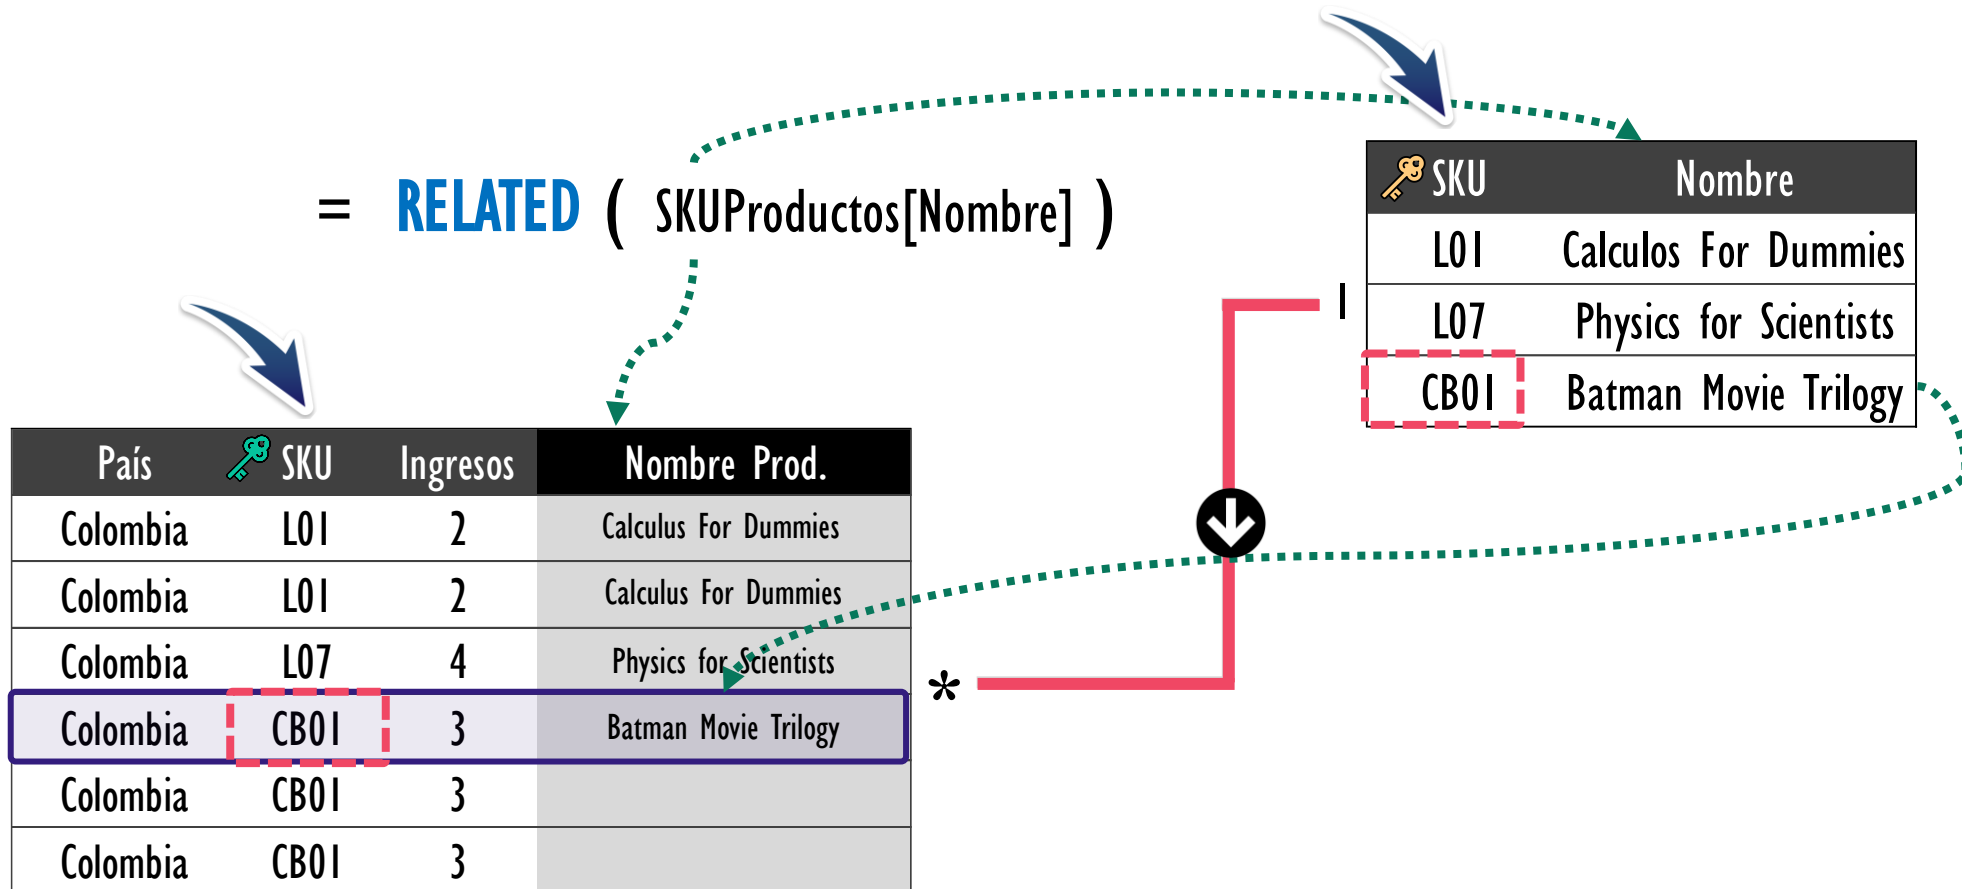 = RELATED ( SKUProductos[Nombre] )
SKU Nombre
L01 Calculos For Dummies
L07 Physics for Scientists
CB01 Batman Movie Trilogy
1
*
País SKU Ingresos Nombre Prod.
Colombia L01 2 Calculus For Dummies
Colombia L01 2 Calculus For Dummies
Colombia L07 4 Physics for Scientists
Colombia CB01 3 Batman Movie Trilogy
Colombia CB01 3
Colombia CB01 3